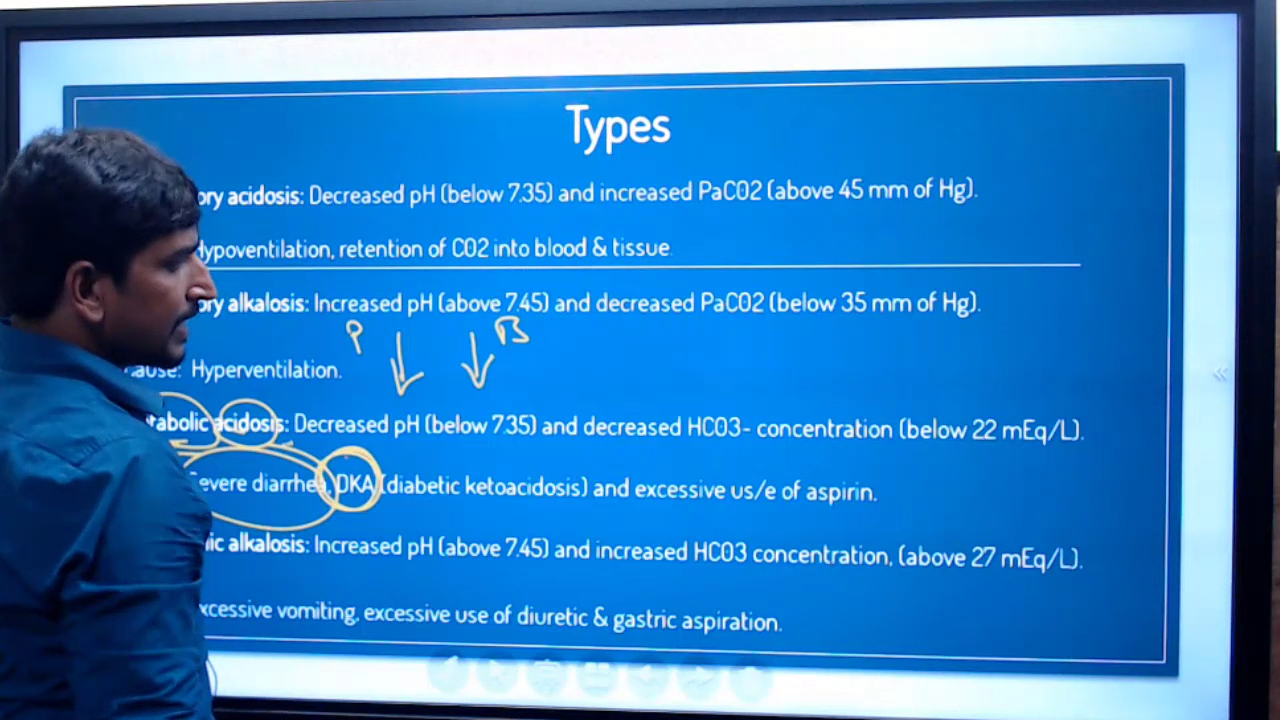 Types
ory acidosis: Decreased pH (below 7.35) and increased PaCO2 (above 45 mm of Hg).
Hypoventilation, retention of CO2 into blood & tissue.
ory alkalosis: Increased pH (above 7.45) and decreased PaCO2 (below 35 mm of Hg).
P B
ause: Hyperventilation.
tabolic acidosis: Decreased pH (below 7.35) and decreased HCO3- concentration (below 22 mEq/L).
evere diarrhea, DKA (diabetic ketoacidosis) and excessive us/e of aspirin.
ic alkalosis: Increased pH (above 7.45) and increased HCO3 concentration, (above 27 mEq/L).
xcessive vomiting, excessive use of diuretic & gastric aspiration.